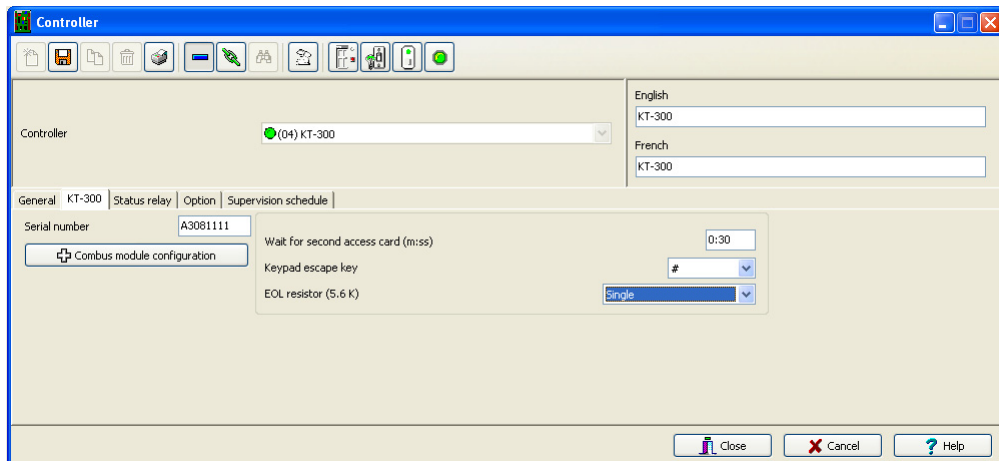 Controller
English
KT-300
Controller
(04) KT-300
French
KT-300
General
KT-300
Status relay
Option
Supervision schedule
Serial number
A3081111
Combus module configuration
Wait for second access card (m:ss)
0:30
Keypad escape key
#
EOL resistor (5.6 K)
Single
Close
Cancel
? Help